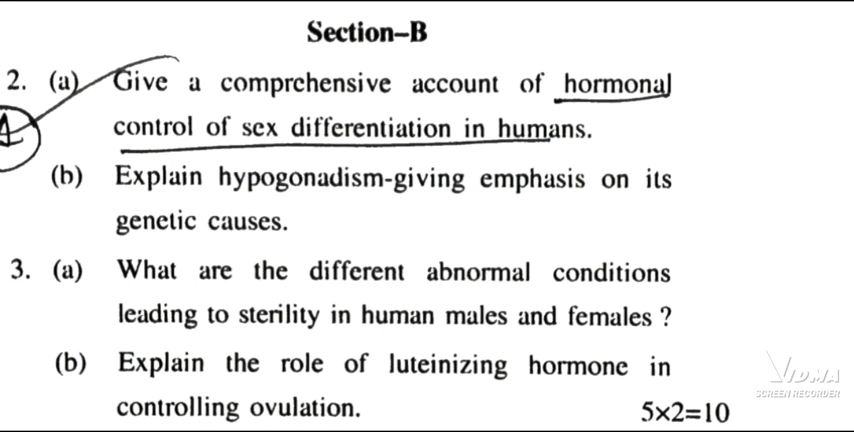 Section–B
2. (a) Give a comprehensive account of hormonal
control of sex differentiation in humans.
(b) Explain hypogonadism-giving emphasis on its
genetic causes.
3. (a) What are the different abnormal conditions
leading to sterility in human males and females ?
(b) Explain the role of luteinizing hormone in
controlling ovulation.
5×2=10
VIDMA
SCREEN RECORDER